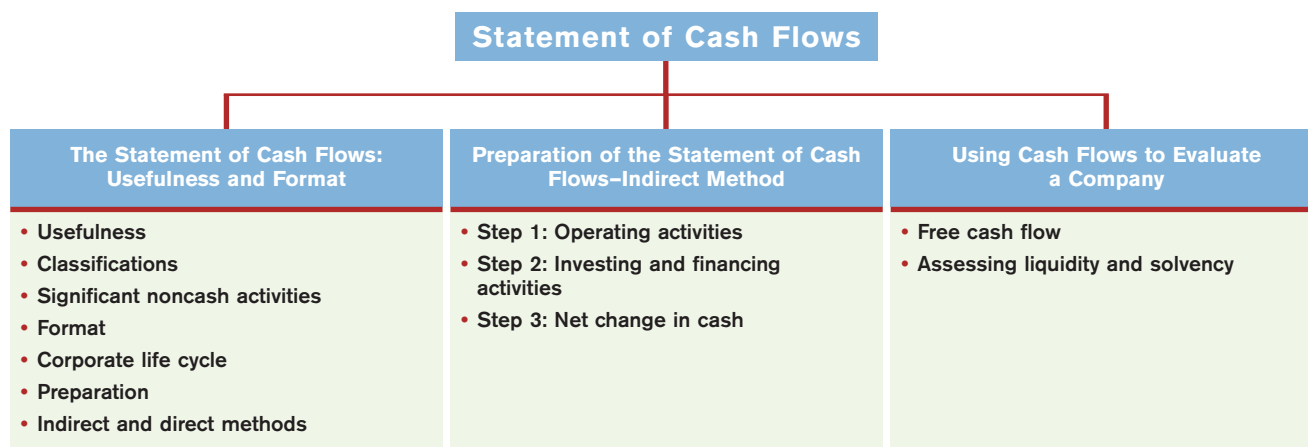 Statement of Cash Flows
The Statement of Cash Flows:
Usefulness and Format
• Usefulness
• Classifications
• Significant noncash activities
• Format
• Corporate life cycle
• Preparation
• Indirect and direct methods
Preparation of the Statement of Cash
Flows–Indirect Method
• Step 1: Operating activities
• Step 2: Investing and financing
activities
• Step 3: Net change in cash
Using Cash Flows to Evaluate
a Company
• Free cash flow
• Assessing liquidity and solvency